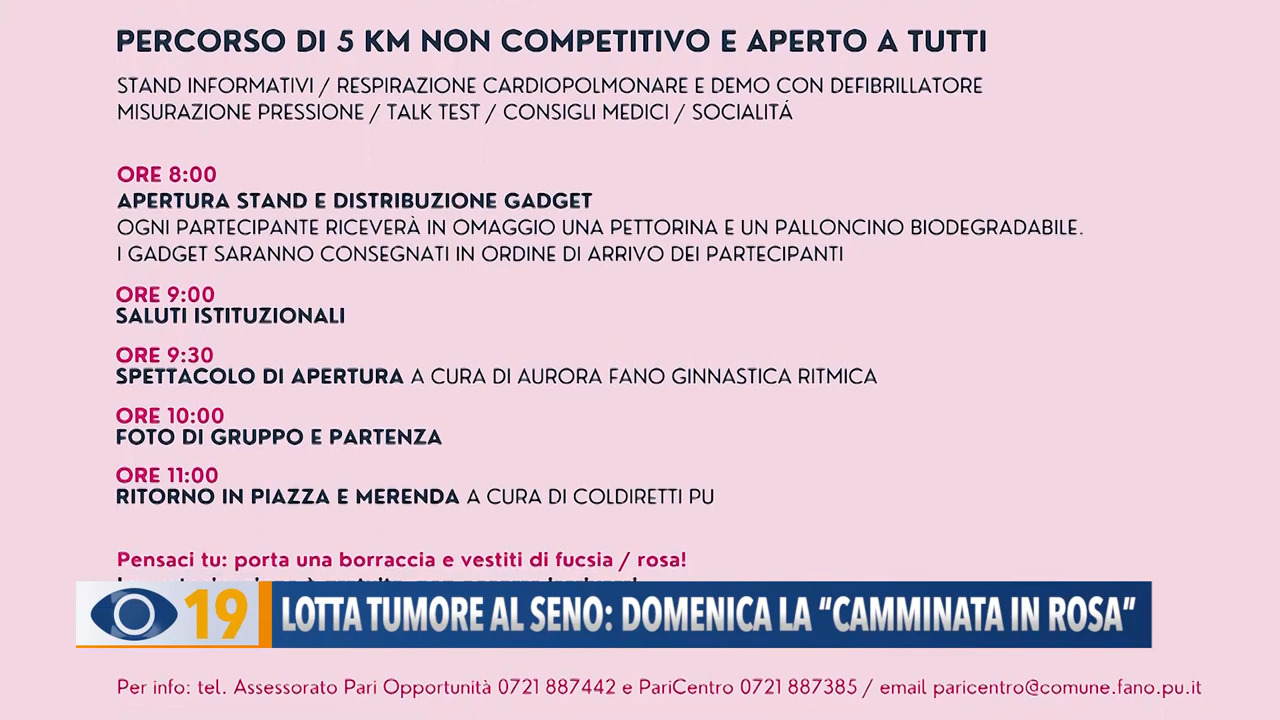 PERCORSO DI 5 KM NON COMPETITIVO E APERTO A TUTTI
STAND INFORMATIVI / RESPIRAZIONE CARDIOPOLMONARE E DEMO CON DEFIBRILLATORE
MISURAZIONE PRESSIONE / TALK TEST / CONSIGLI MEDICI / SOCIALITÁ
ORE 8:00
APERTURA STAND E DISTRIBUZIONE GADGET
OGNI PARTECIPANTE RICEVERÀ IN OMAGGIO UNA PETTORINA E UN PALLONCINO BIODEGRADABILE.
I GADGET SARANNO CONSEGNATI IN ORDINE DI ARRIVO DEI PARTECIPANTI
ORE 9:00
SALUTI ISTITUZIONALI
ORE 9:30
SPETTACOLO DI APERTURA A CURA DI AURORA FANO GINNASTICA RITMICA
ORE 10:00
FOTO DI GRUPPO E PARTENZA
ORE 11:00
RITORNO IN PIAZZA E MERENDA A CURA DI COLDIRETTI PU
Pensaci tu: porta una borraccia e vestiti di fucsia / rosa!
19 LOTTA TUMORE AL SENO: DOMENICA LA “CAMMINATA IN ROSA”
Per info: tel. Assessorato Pari Opportunità 0721 887442 e PariCentro 0721 887385 / email paricentro@comune.fano.pu.it